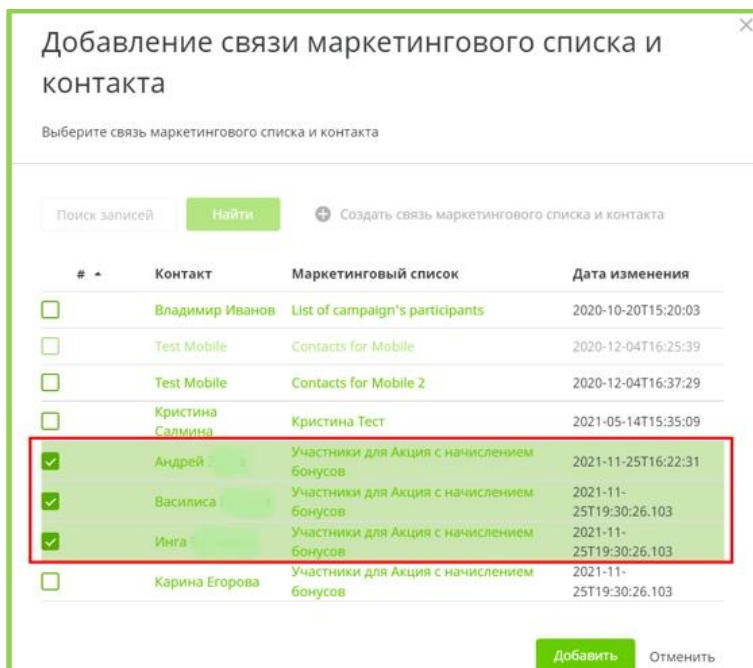 Добавление связи маркетингового списка и
контакта
Выберите связь маркетингового списка и контакта
Поиск записей Найти Создать связь маркетингового списка и контакта
# Контакт Маркетинговый список Дата изменения
Владимир Иванов List of campaign's participants 2020-10-20T15:20:03
Test Mobile Contacts for Mobile 2020-12-04T16:25:39
Test Mobile Contacts for Mobile 2 2020-12-04T16:37:29
Кристина
Салмина
Кристина Тест 2021-05-14T15:35:09
Андрей
Участники для Акция с начислением
бонусов
2021-11-25T16:22:31
Василиса
Участники для Акция с начислением
бонусов
2021-11-
25T19:30:26.103
Инга
Участники для Акция с начислением
бонусов
2021-11-
25T19:30:26.103
Карина Егорова
Участники для Акция с начислением
бонусов
2021-11-
25T19:30:26.103
Добавить Отменить